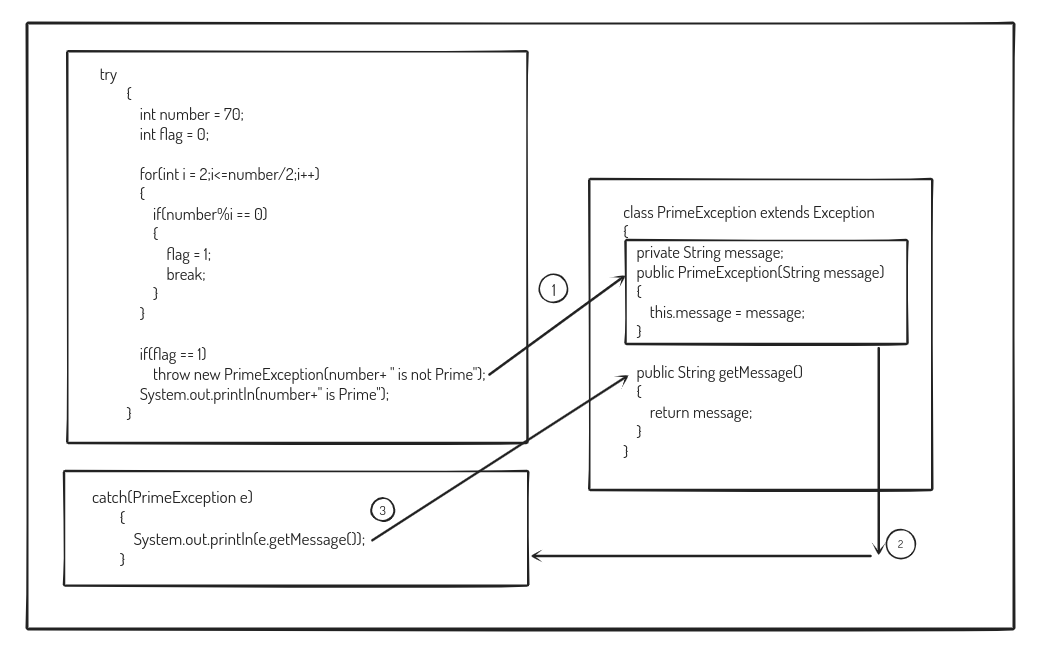 try
{
int number = 70;
int flag = 0;
for(int i = 2;i<=number/2;i++)
{
if(number%i == 0)
{
flag = 1;
break;
}
}
if(flag == 1)
throw new PrimeException(number+ " is not Prime");
System.out.println(number+" is Prime");
}
1
class PrimeException extends Exception
{
private String message;
public PrimeException(String message)
{
this.message = message;
}
public String getMessage()
{
return message;
}
}
catch(PrimeException e)
{
System.out.println(e.getMessage());
}
3
2